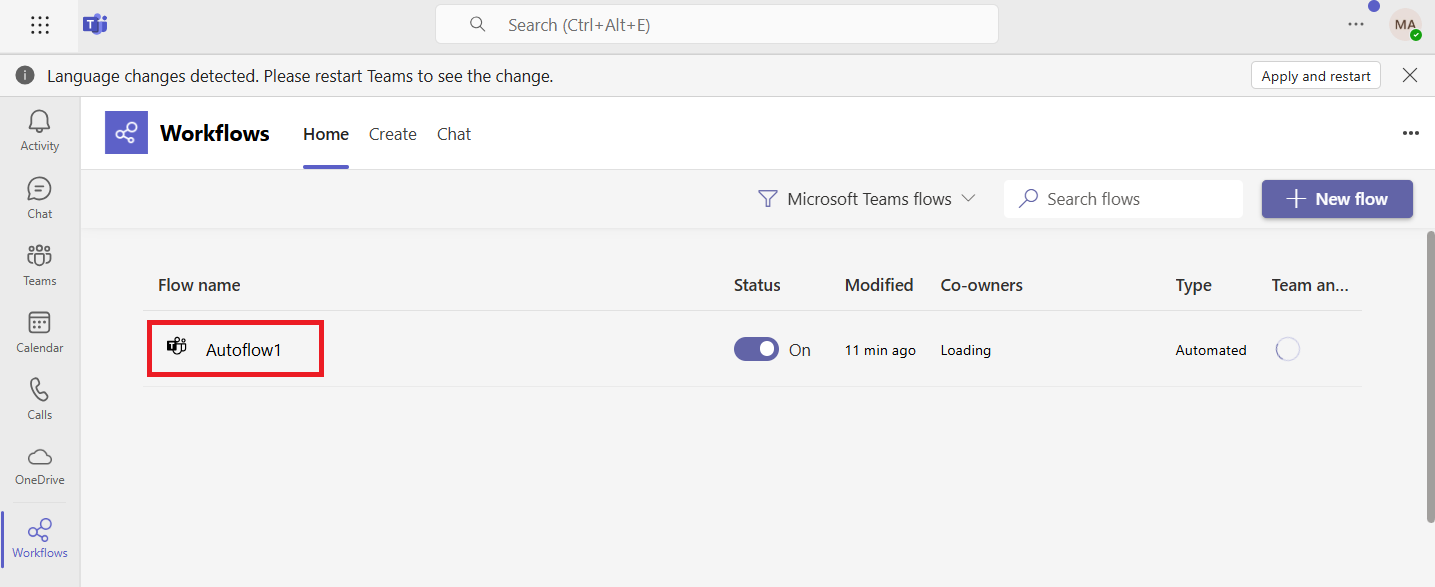 Search (Ctrl+Alt+E)
MA
Language changes detected. Please restart Teams to see the change.
Apply and restart
Activity
Chat
Teams
Calendar
Calls
OneDrive
Workflows
Workflows Home Create Chat
Microsoft Teams flows Search flows New flow
Flow name Status Modified Co-owners Type Team an...
Autoflow1 On 11 min ago Loading Automated